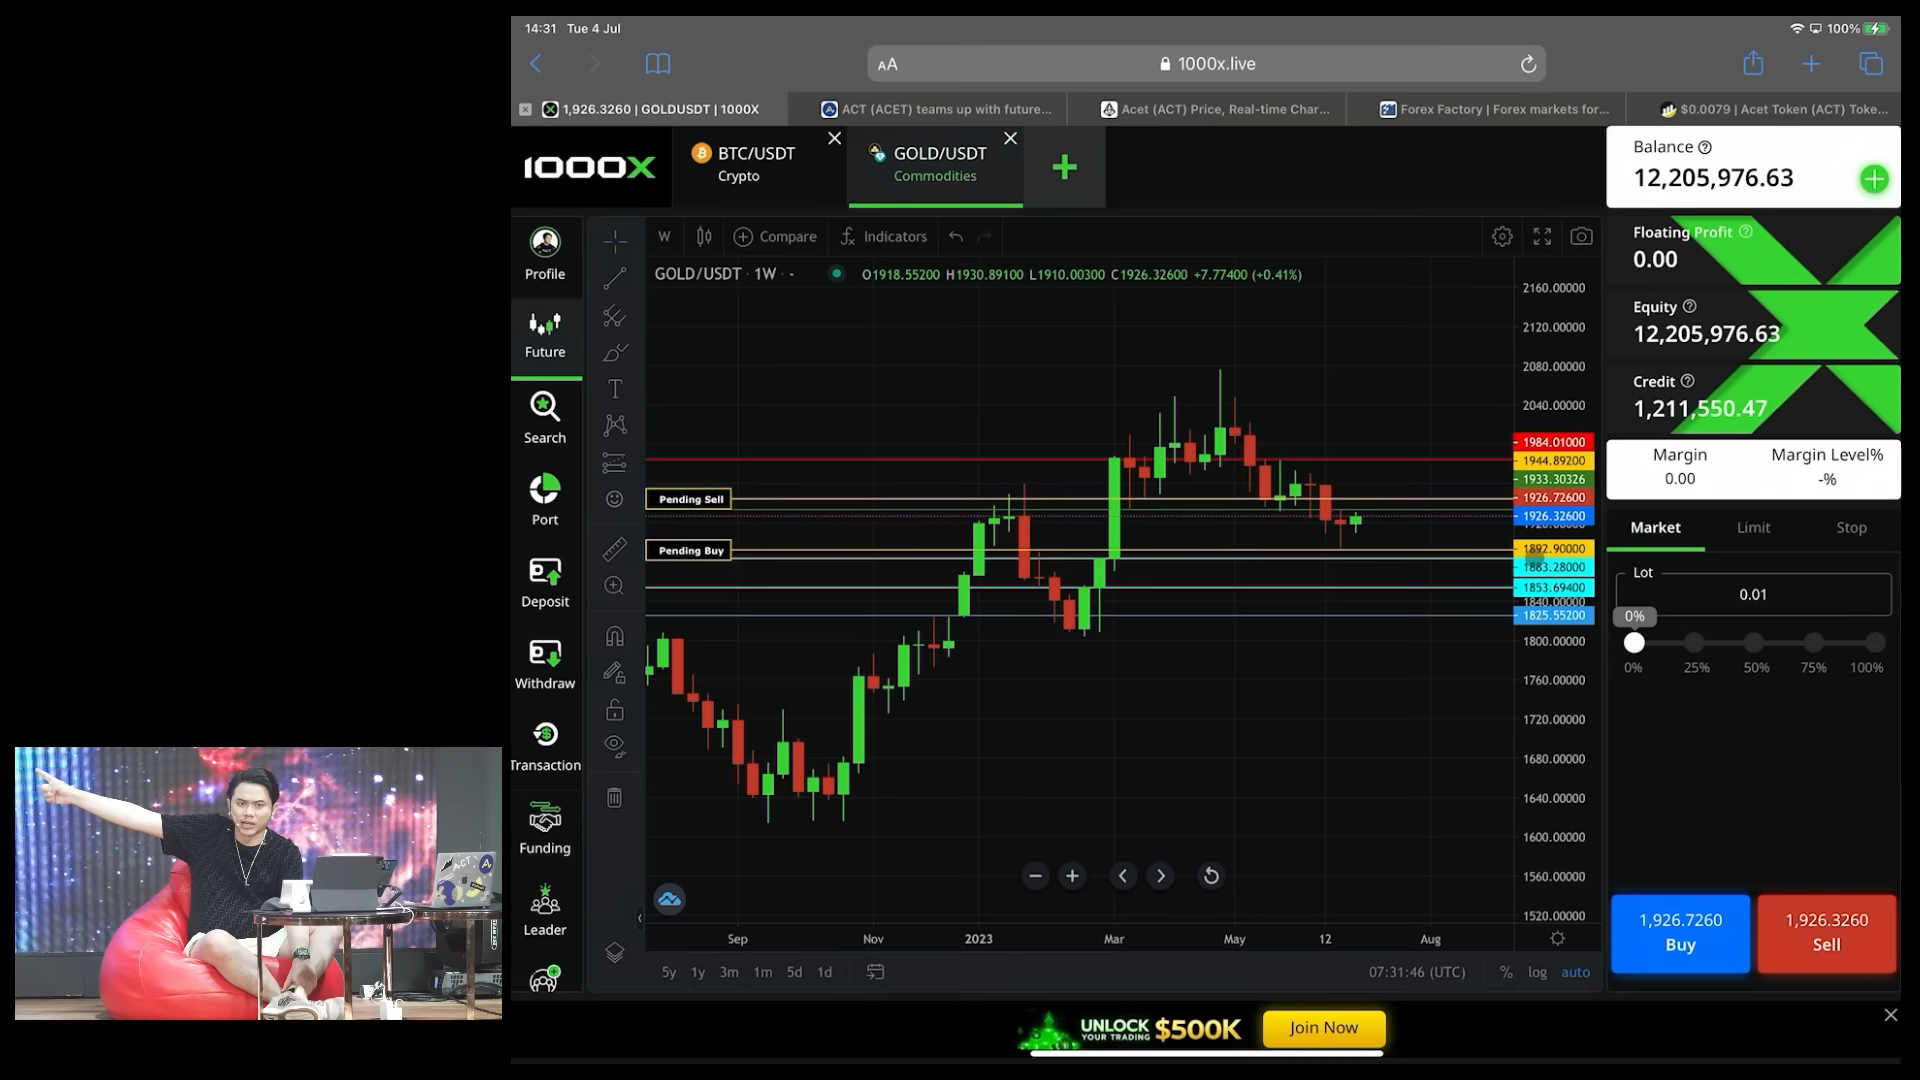 14:31 Tue 4 Jul
100%
AA
1000x.live
1,926.3260 | GOLDUSDT | 1000X
ACT (ACET) teams up with future...
Acet (ACT) Price, Real-time Char...
Forex Factory | Forex markets for...
$0.0079 | Acet Token (ACT) Toke...
1000X
BTC/USDT
Crypto
GOLD/USDT
Commodities
Balance
12,205,976.63
Floating Profit
0.00
Equity
12,205,976.63
Credit
1,211,550.47
Margin
0.00
Margin Level%
-%
Market
Limit
Stop
Lot
0.01
0%
0%
25%
50%
75%
100%
1,926.7260
Buy
1,926.3260
Sell
Profile
Future
Search
Port
Deposit
Withdraw
Transaction
Funding
Leader
W
Compare
Indicators
GOLD/USDT · 1W · -
O1918.55200 H1930.89100 L1910.00300 C1926.32600 +7.77400 (+0.41%)
Pending Sell
Pending Buy
2160.00000
2120.00000
2080.00000
2040.00000
1984.01000
1944.89200
1933.30326
1926.72600
1926.32600
1892.90000
1883.28000
1853.69400
1840.00000
1825.55200
1800.00000
1760.00000
1720.00000
1680.00000
1640.00000
1600.00000
1560.00000
1520.00000
Sep
Nov
2023
Mar
May
12
Aug
5y
1y
3m
1m
5d
1d
07:31:46 (UTC)
%
log
auto
UNLOCK
YOUR TRADING
$500K
Join Now
ACT